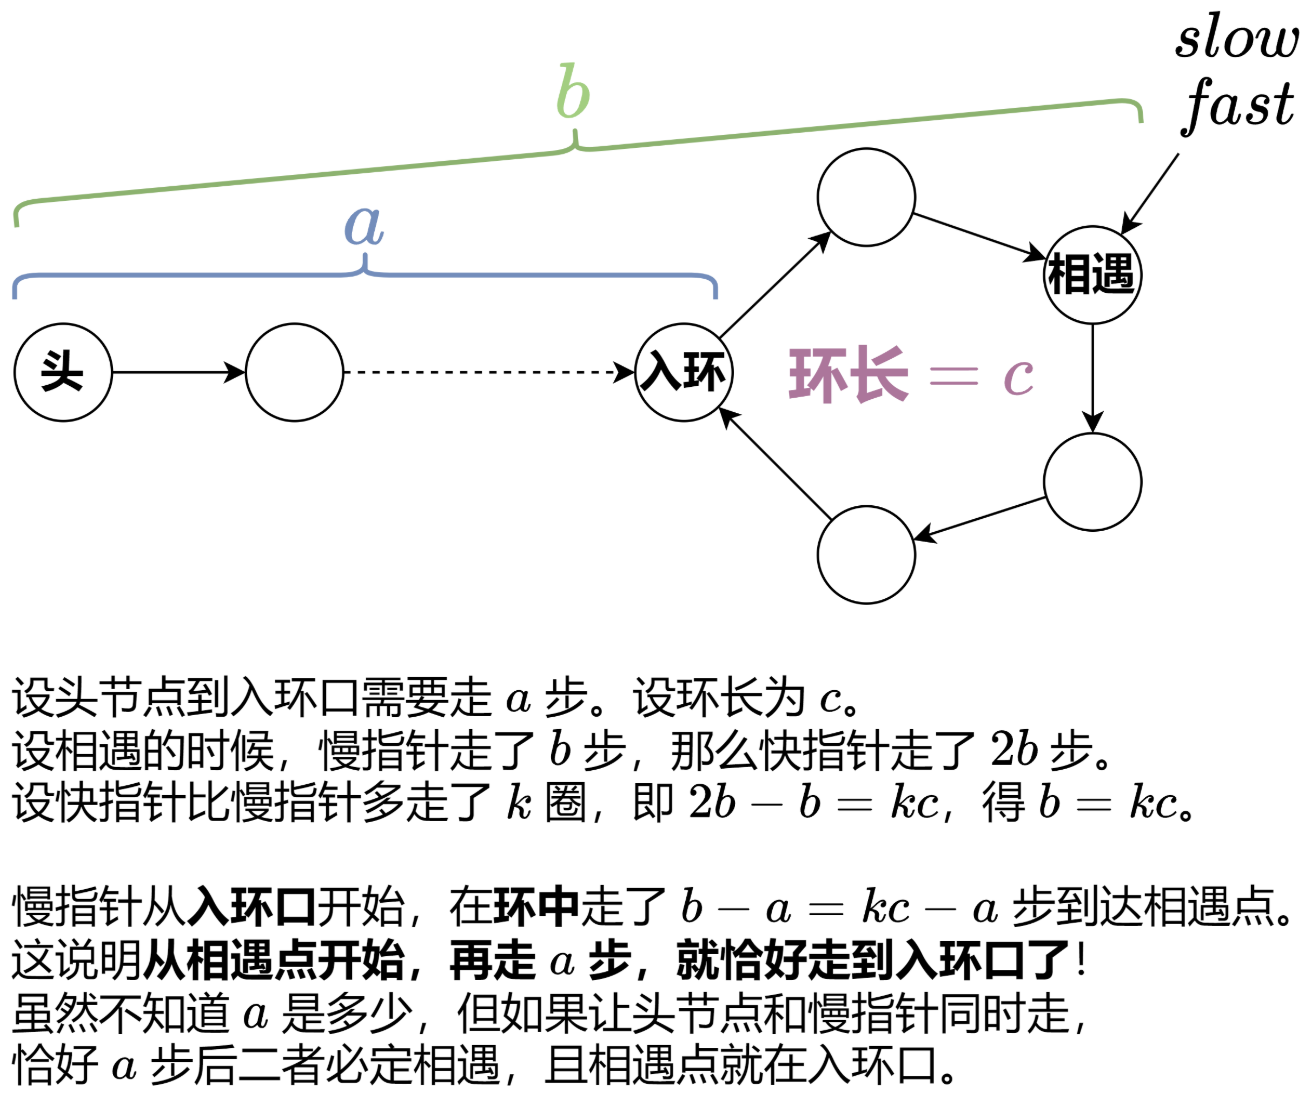 slow
fast
b
a
头
入环
相遇
环长 = c
设头节点到入环口需要走 a 步。设环长为 c。
设相遇的时候，慢指针走了 b 步，那么快指针走了 2b 步。
设快指针比慢指针多走了 k 圈，即 2b − b = kc，得 b = kc。
慢指针从入环口开始，在环中走了 b − a = kc − a 步到达相遇点。
这说明从相遇点开始，再走 a 步，就恰好走到入环口了！
虽然不知道 a 是多少，但如果让头节点和慢指针同时走，
恰好 a 步后二者必定相遇，且相遇点就在入环口。